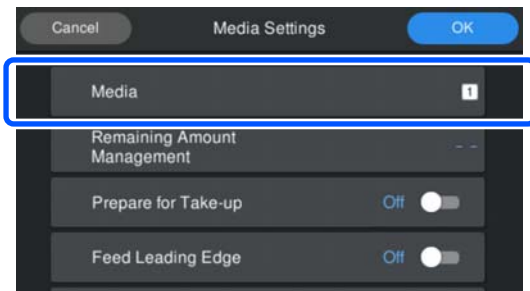 Cancel Media Settings OK
Media 1
Remaining Amount
Management - -
Prepare for Take-up Off
Feed Leading Edge Off